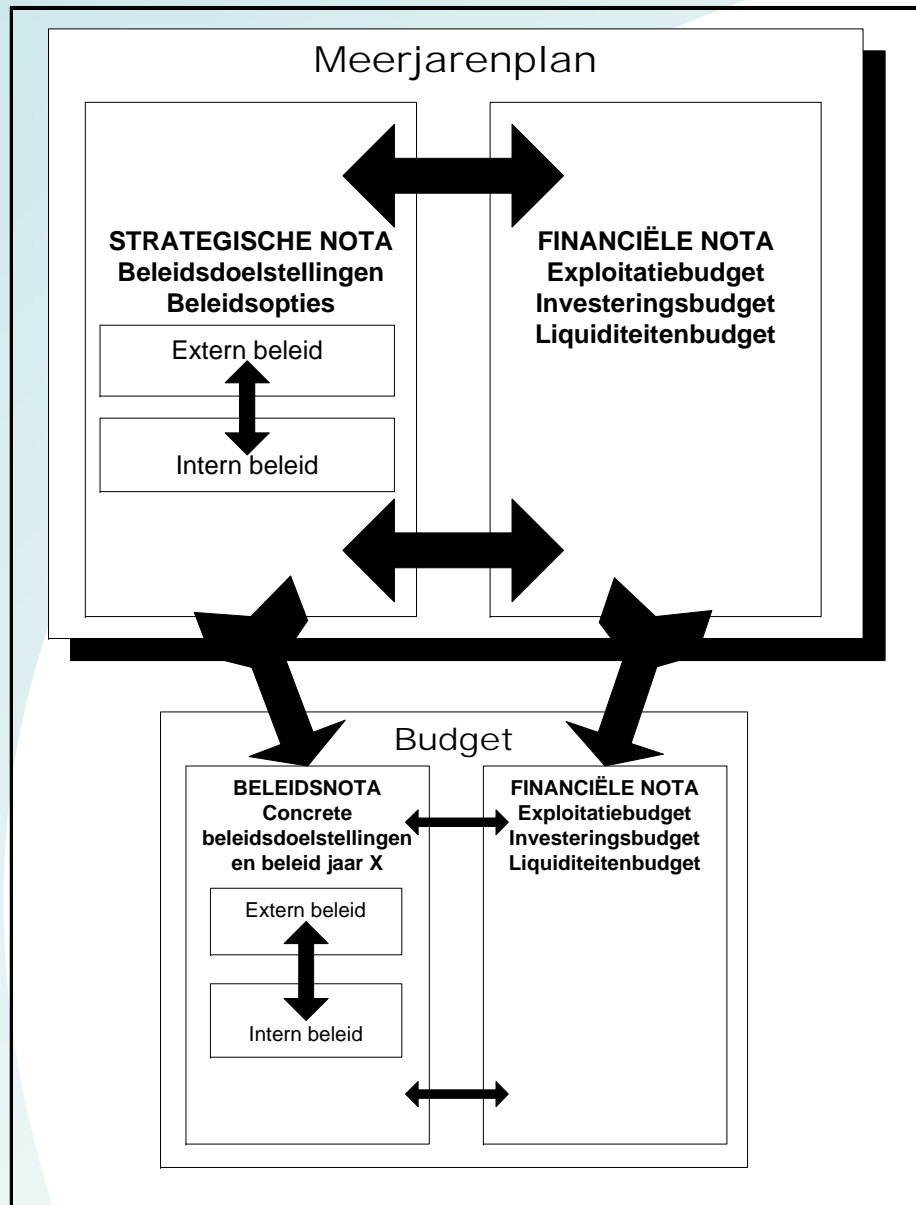 Meerjarenplan
STRATEGISCHE NOTA
Beleidsdoelstellingen
Beleidsopties
Extern beleid
Intern beleid
FINANCIËLE NOTA
Exploitatiebudget
Investeringsbudget
Liquiditeitenbudget
Budget
BELEIDSNOTA
Concrete
beleidsdoelstellingen
en beleid jaar X
Extern beleid
Intern beleid
FINANCIËLE NOTA
Exploitatiebudget
Investeringsbudget
Liquiditeitenbudget